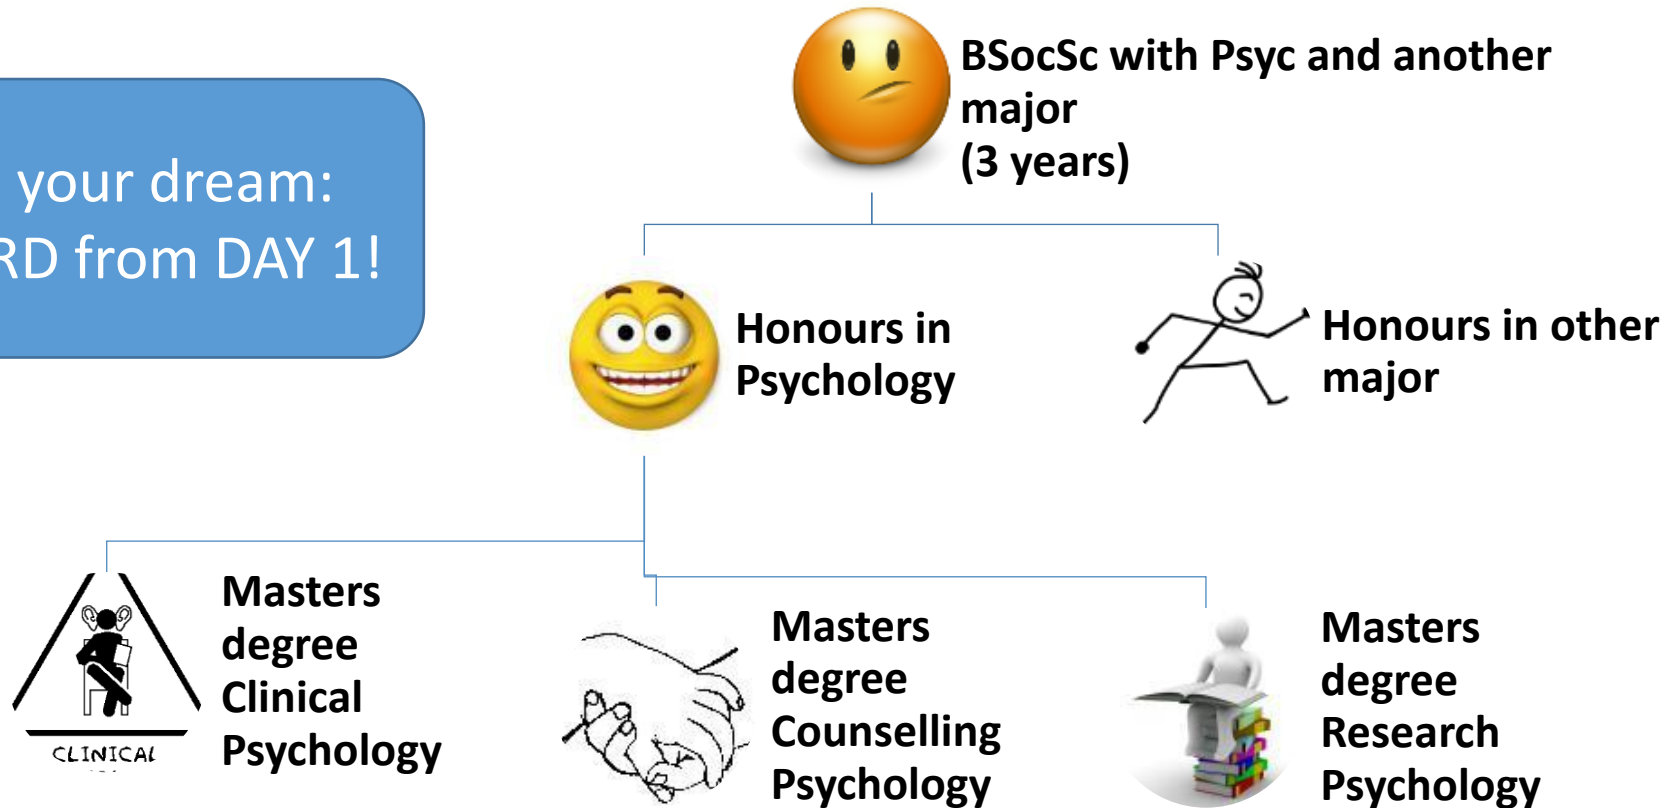 BSocSc with Psyc and another
major
(3 years)
your dream:
RD from DAY 1!
Honours in
Psychology
Honours in other
major
Masters
degree
Clinical
Psychology
CLINICAL
Masters
degree
Counselling
Psychology
Masters
degree
Research
Psychology